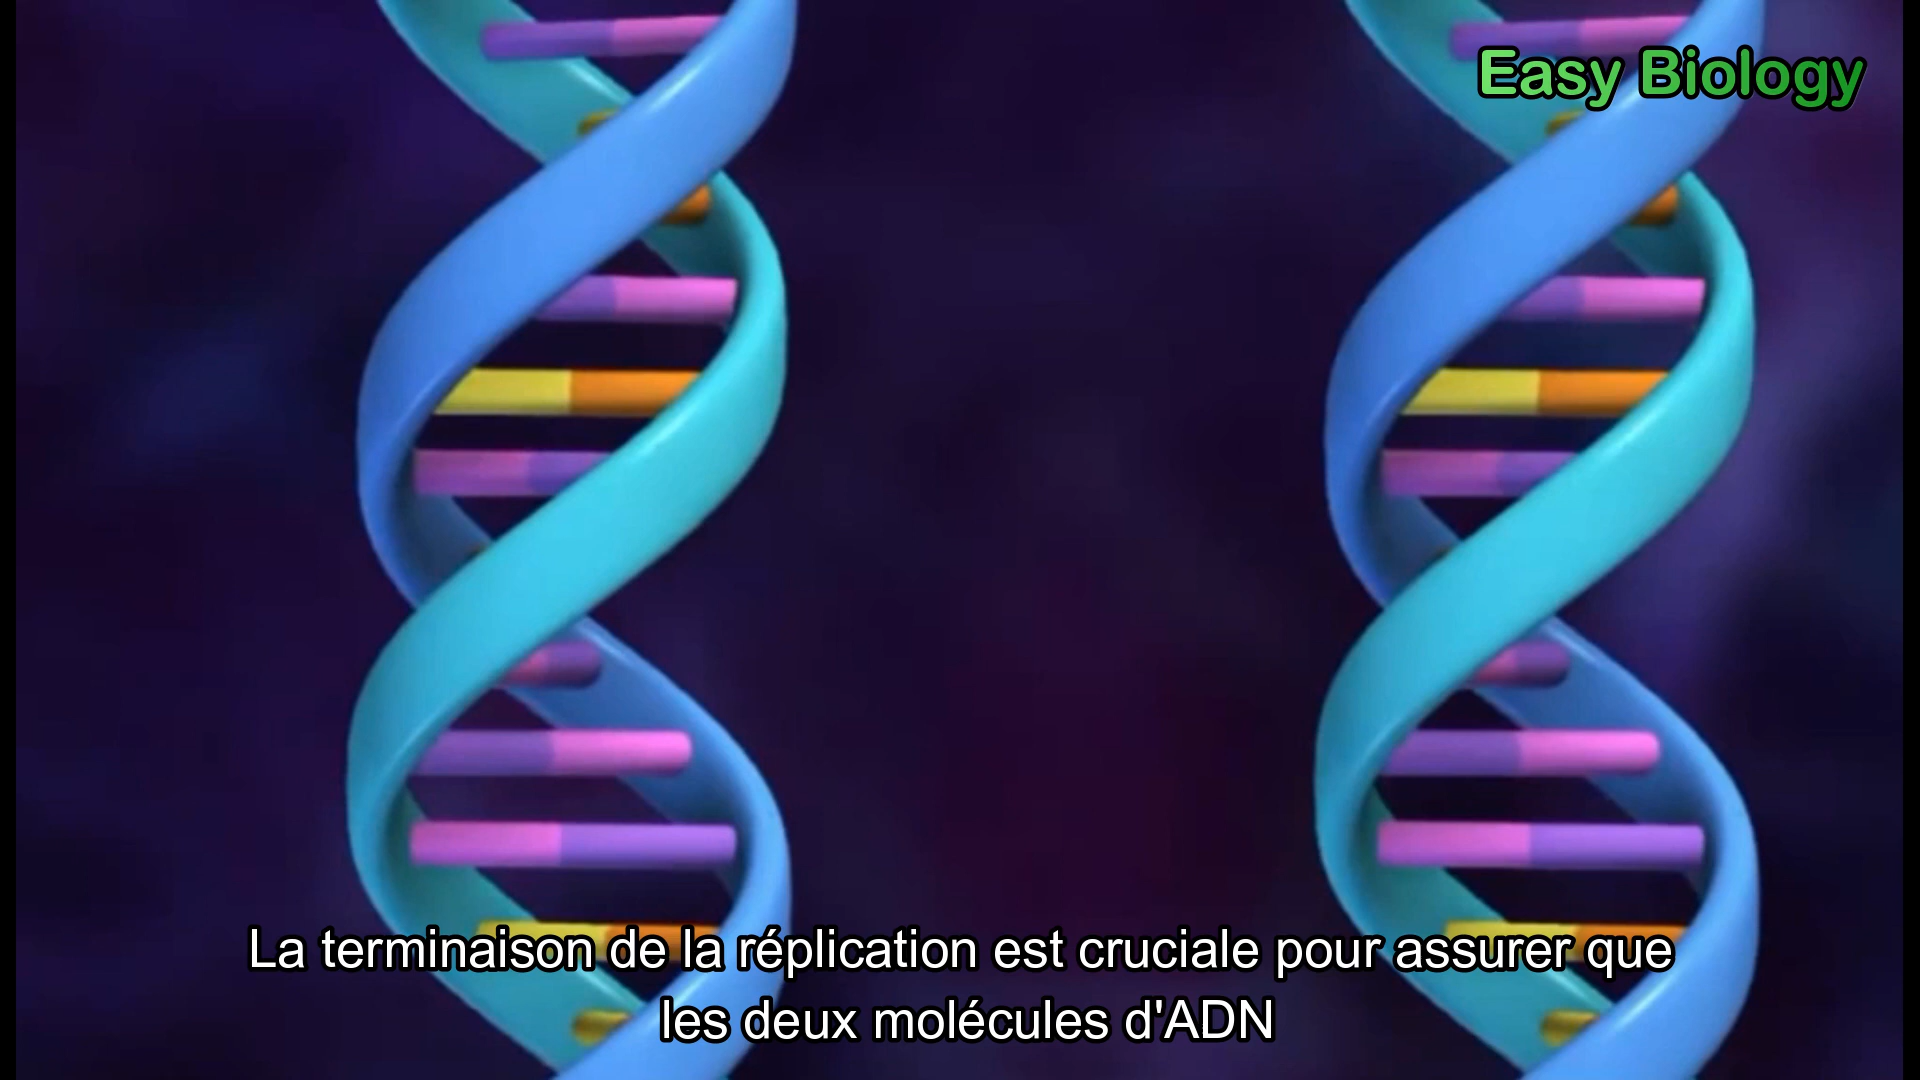 Easy Biology
La terminaison de la réplication est cruciale pour assurer que
les deux molécules d'ADN